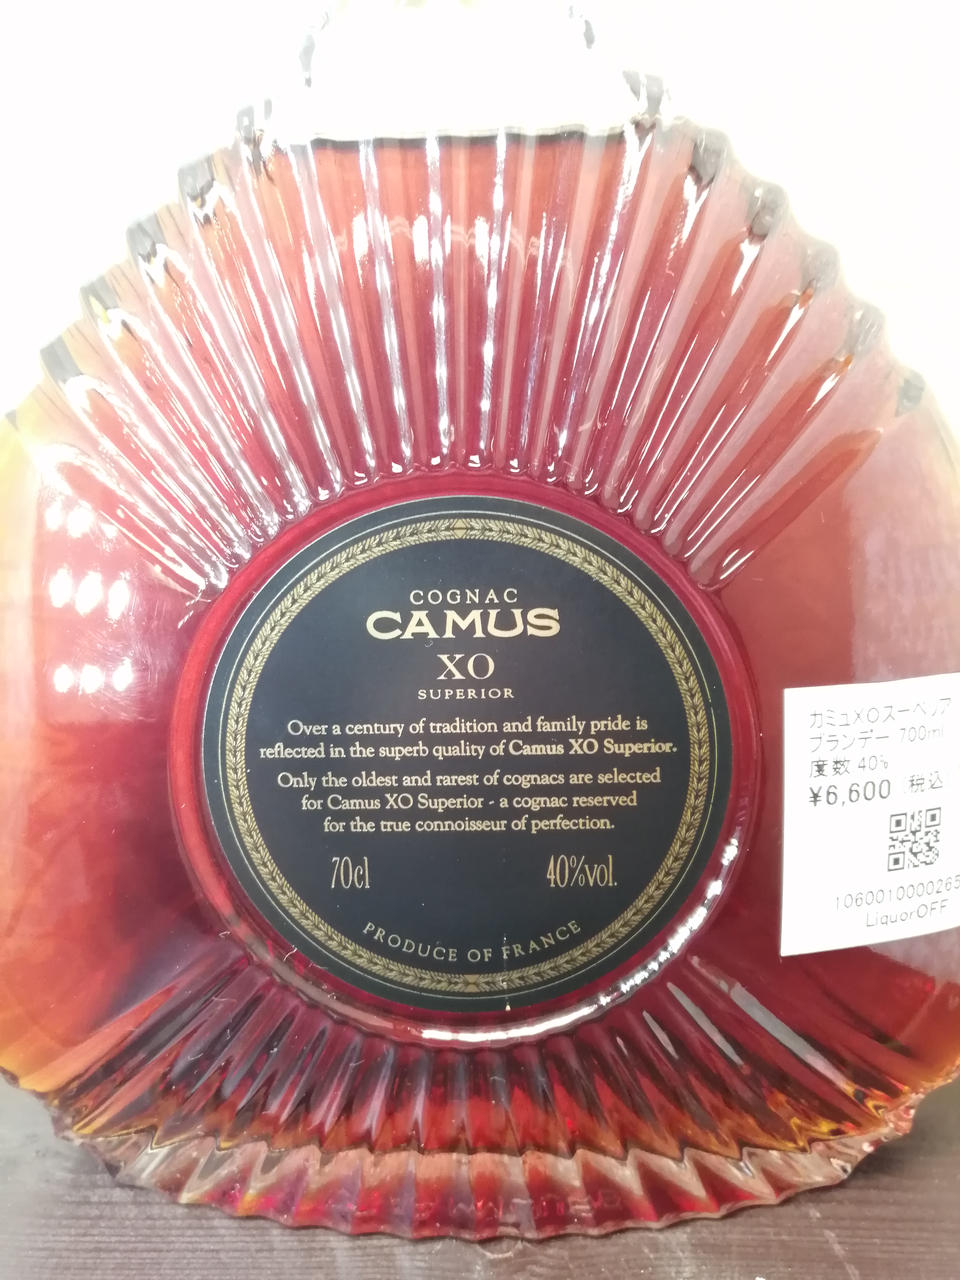 COGNAC
CAMUS
XO
SUPERIOR
Over a century of tradition and family pride is
reflected in the superb quality of Camus XO Superior.
Only the oldest and rarest of cognacs are selected
for Camus XO Superior - a cognac reserved
for the true connoisseur of perfection.
70cl 40%vol.
PRODUCE OF FRANCE
カミュXOスーペリア
ブランデー 700ml
度数 40%
¥6,600 (税込
1060010000265
LiquorOFF